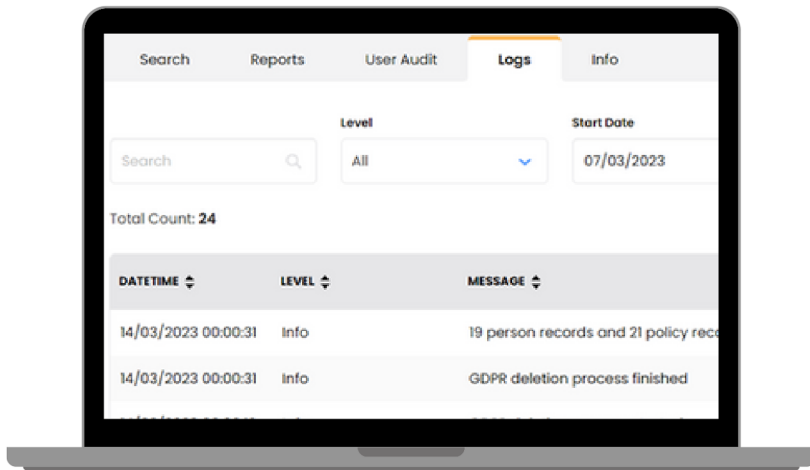 Search Reports User Audit Logs Info
Level Start Date
Search All 07/03/2023
Total Count: 24
DATETIME LEVEL MESSAGE
14/03/2023 00:00:31 Info 19 person records and 21 policy
14/03/2023 00:00:31 Info GDPR deletion process finished